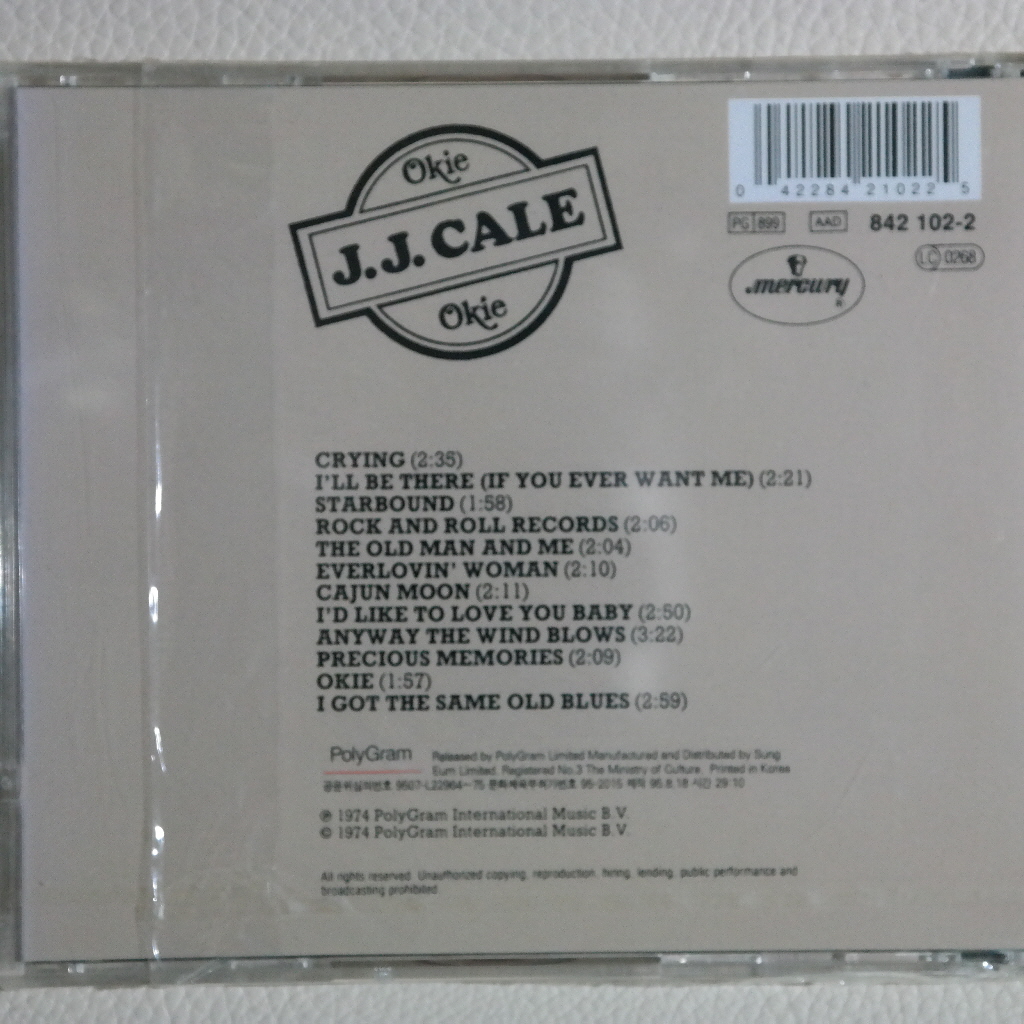 Okie
J.J. CALE
Okie
0 42284 21022 5
PG 899 AAD 842 102-2
LC 0268
mercury
CRYING (2:35)
I'LL BE THERE (IF YOU EVER WANT ME) (2:21)
STARBOUND (1:58)
ROCK AND ROLL RECORDS (2:06)
THE OLD MAN AND ME (2:04)
EVERLOVIN' WOMAN (2:10)
CAJUN MOON (2:11)
I'D LIKE TO LOVE YOU BABY (2:50)
ANYWAY THE WIND BLOWS (3:22)
PRECIOUS MEMORIES (2:09)
OKIE (1:57)
I GOT THE SAME OLD BLUES (2:59)
PolyGram
Released by PolyGram Limited Manufactured and Distributed by Sung
Eum Limited. Registered No.3 The Ministry of Culture. Printed in Korea
시간 29:10
℗ 1974 PolyGram International Music B.V.
© 1974 PolyGram International Music B.V.
All rights reserved. Unauthorized copying, reproduction, hiring, lending, public performance and
broadcasting prohibited